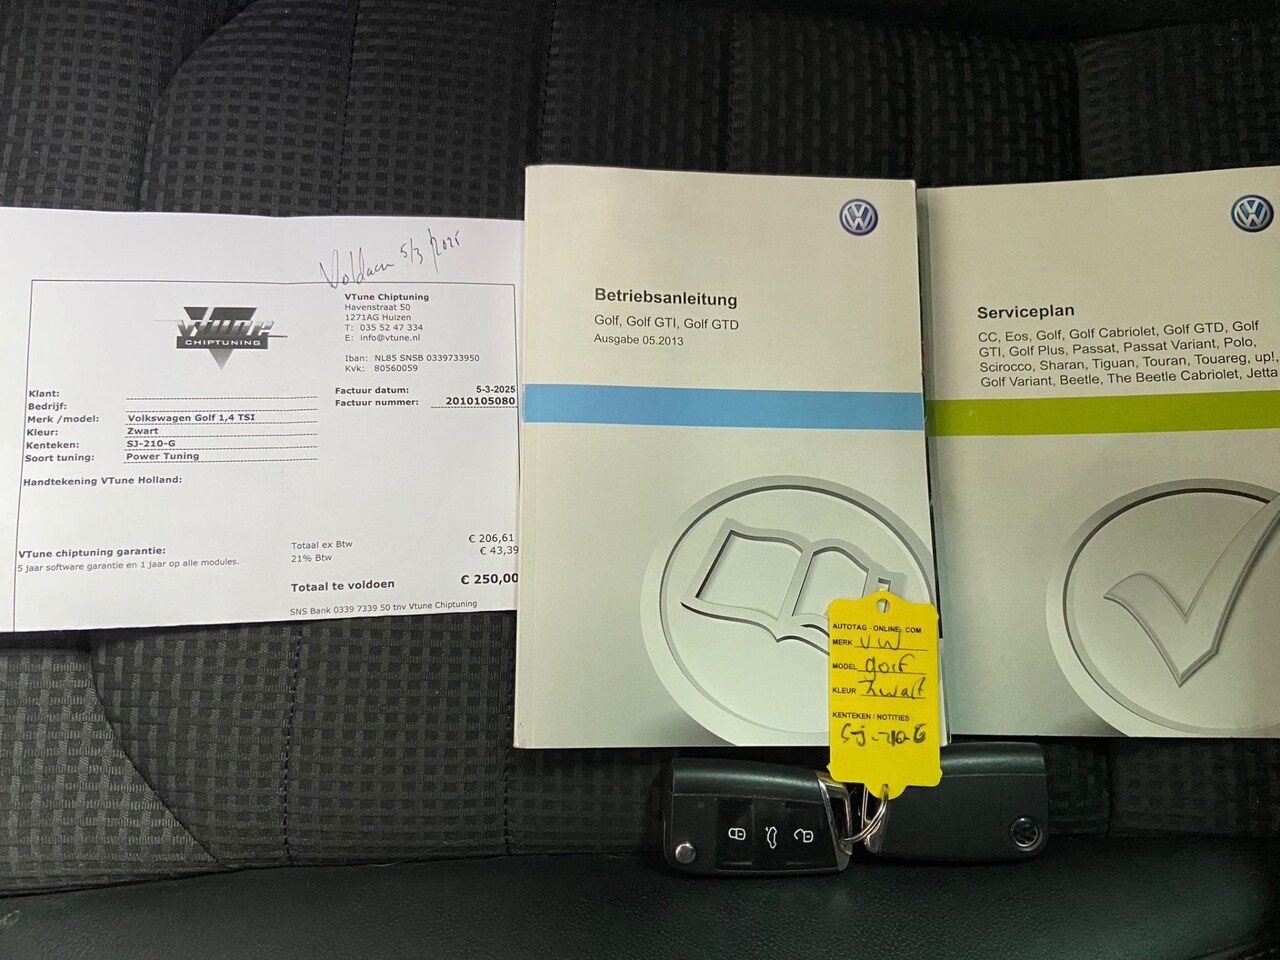 Voldaan 5/3/2025
VTUNE
CHIPTUNING
VTune Chiptuning
Havenstraat 50
1271AG Huizen
T: 035 52 47 334
E: info@vtune.nl
Iban: NL85 SNSB 0339733950
Kvk: 80560059
Factuur datum: 5-3-2025
Factuur nummer: 2010105080
Klant:
Bedrijf:
Merk /model: Volkswagen Golf 1,4 TSI
Kleur: Zwart
Kenteken: SJ-210-G
Soort tuning: Power Tuning
Handtekening VTune Holland:
VTune chiptuning garantie:
5 jaar software garantie en 1 jaar op alle modules.
Totaal ex Btw € 206,61
21% Btw € 43,39
Totaal te voldoen € 250,00
SNS Bank 0339 7339 50 tnv Vtune Chiptuning
VW
Betriebsanleitung
Golf, Golf GTI, Golf GTD
Ausgabe 05.2013
VW
Serviceplan
CC, Eos, Golf, Golf Cabriolet, Golf GTD, Golf
GTI, Golf Plus, Passat, Passat Variant, Polo,
Scirocco, Sharan, Tiguan, Touran, Touareg, up!,
Golf Variant, Beetle, The Beetle Cabriolet, Jetta
AUTOTAG-ONLINE.COM
MERK VW
MODEL golf
KLEUR Zwart
KENTEKEN / NOTITIES
SJ-210-G
VW